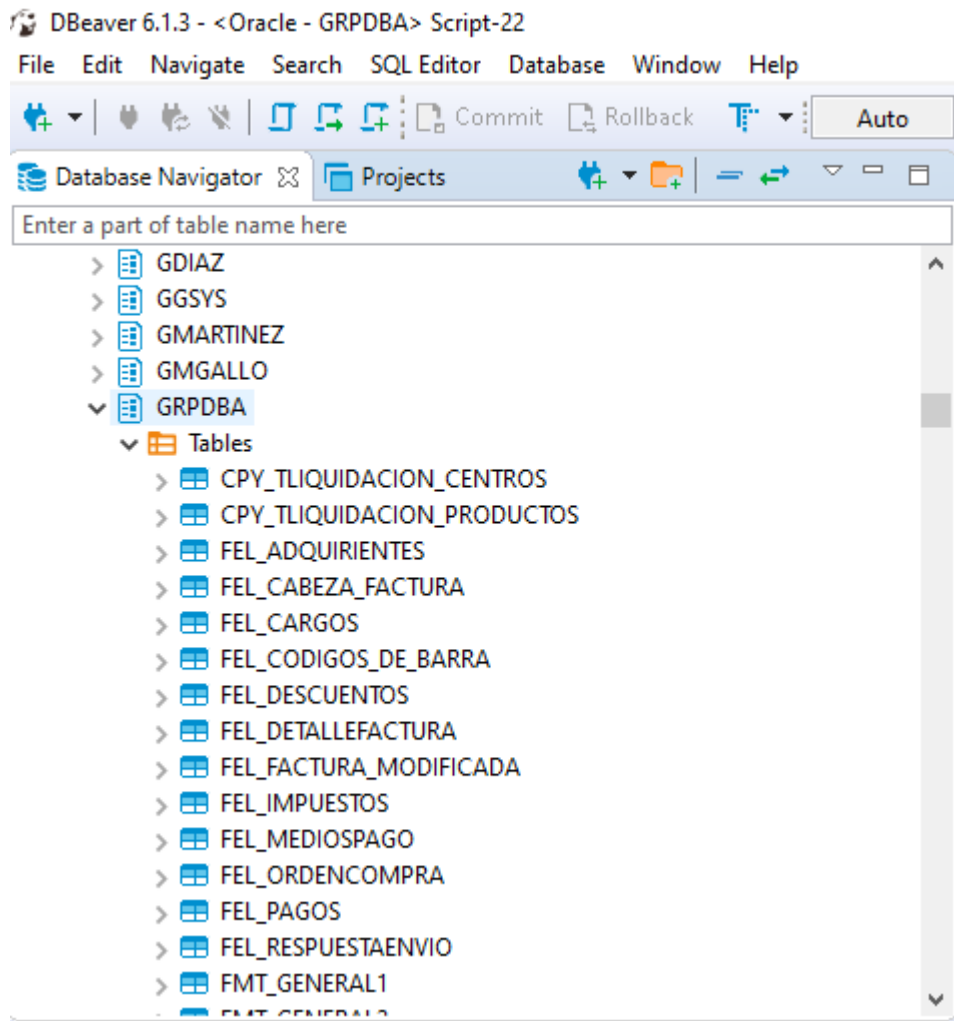 DBeaver 6.1.3 - <Oracle - GRPDBA> Script-22
File Edit Navigate Search SQL Editor Database Window Help
Commit Rollback Auto
Database Navigator Projects
Enter a part of table name here
GDIAZ
GGSYS
GMARTINEZ
GMGALLO
GRPDBA
Tables
CPY_TLIQUIDACION_CENTROS
CPY_TLIQUIDACION_PRODUCTOS
FEL_ADQUIRIENTES
FEL_CABEZA_FACTURA
FEL_CARGOS
FEL_CODIGOS_DE_BARRA
FEL_DESCUENTOS
FEL_DETALLEFACTURA
FEL_FACTURA_MODIFICADA
FEL_IMPUESTOS
FEL_MEDIOSPAGO
FEL_ORDENCOMPRA
FEL_PAGOS
FEL_RESPUESTAENVIO
FMT_GENERAL1